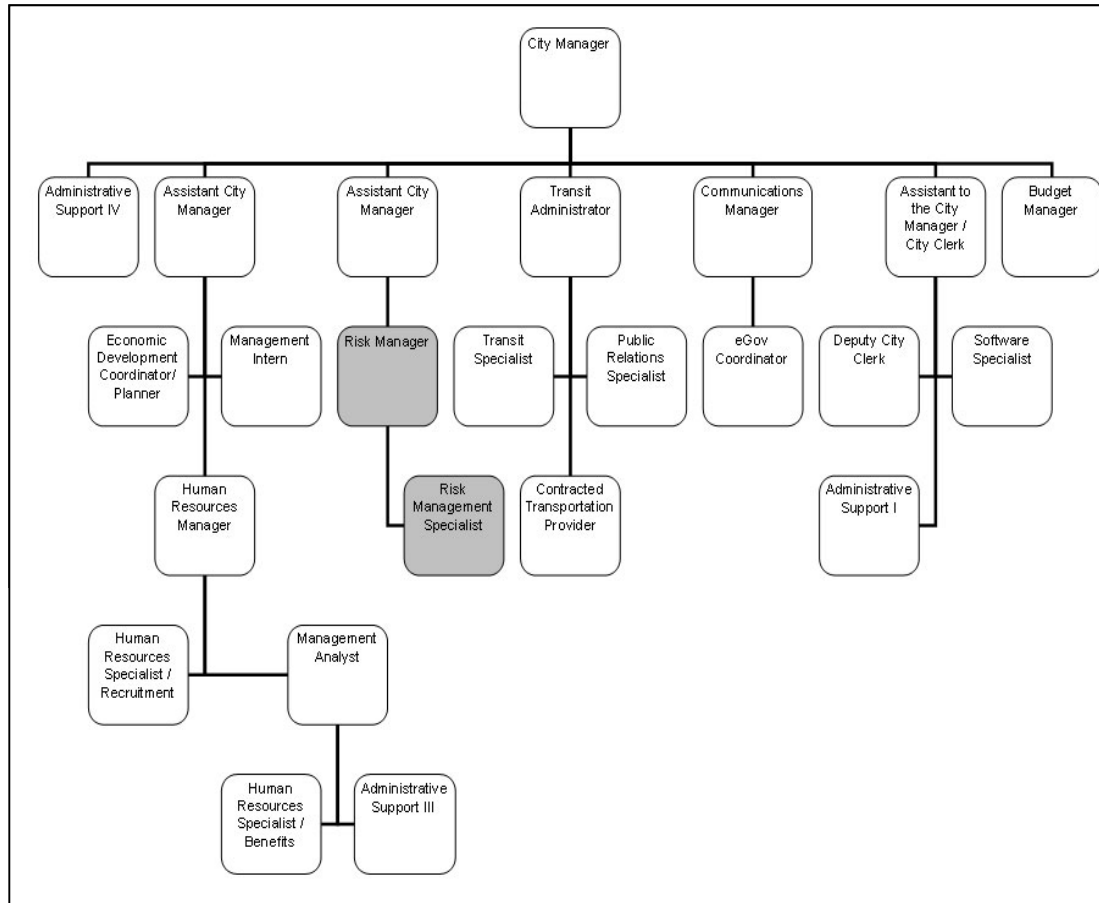 City Manager
Administrative
Support IV
Assistant City
Manager
Assistant City
Manager
Transit
Administrator
Communications
Manager
Assistant to
the City
Manager /
City Clerk
Budget
Manager
Economic
Development
Coordinator/
Planner
Management
Intern
Risk Manager
Transit
Specialist
Public
Relations
Specialist
eGov
Coordinator
Deputy City
Clerk
Software
Specialist
Human
Resources
Manager
Risk
Management
Specialist
Contracted
Transportation
Provider
Administrative
Support I
Human
Resources
Specialist /
Recruitment
Management
Analyst
Human
Resources
Specialist /
Benefits
Administrative
Support III